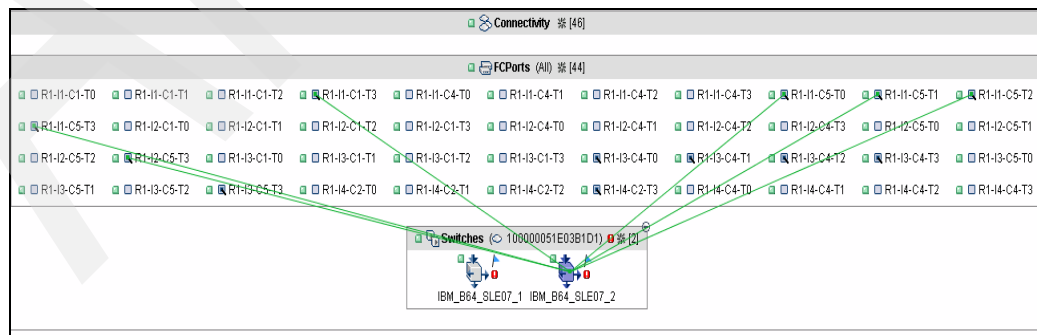 Connectivity [46]
FCPorts (All) [44]
R1-I1-C1-T0 R1-I1-C1-T1 R1-I1-C1-T2 R1-I1-C1-T3 R1-I1-C4-T0 R1-I1-C4-T1 R1-I1-C4-T2 R1-I1-C4-T3 R1-I1-C5-T0 R1-I1-C5-T1 R1-I1-C5-T2
R1-I1-C5-T3 R1-I2-C1-T0 R1-I2-C1-T1 R1-I2-C1-T2 R1-I2-C1-T3 R1-I2-C4-T0 R1-I2-C4-T1 R1-I2-C4-T2 R1-I2-C4-T3 R1-I2-C5-T0 R1-I2-C5-T1
R1-I2-C5-T2 R1-I2-C5-T3 R1-I3-C1-T0 R1-I3-C1-T1 R1-I3-C1-T2 R1-I3-C1-T3 R1-I3-C4-T0 R1-I3-C4-T1 R1-I3-C4-T2 R1-I3-C4-T3 R1-I3-C5-T0
R1-I3-C5-T1 R1-I3-C5-T2 R1-I3-C5-T3 R1-I4-C2-T0 R1-I4-C2-T1 R1-I4-C2-T2 R1-I4-C2-T3 R1-I4-C4-T0 R1-I4-C4-T1 R1-I4-C4-T2 R1-I4-C4-T3
Switches (100000051E03B1D1) [2]
IBM_B64_SLE07_1 IBM_B64_SLE07_2